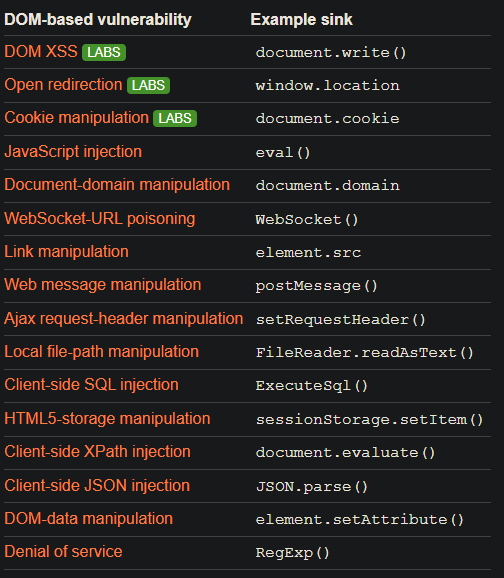 DOM-based vulnerability Example sink
DOM XSS LABS document.write()
Open redirection LABS window.location
Cookie manipulation LABS document.cookie
JavaScript injection eval()
Document-domain manipulation document.domain
WebSocket-URL poisoning WebSocket()
Link manipulation element.src
Web message manipulation postMessage()
Ajax request-header manipulation setRequestHeader()
Local file-path manipulation FileReader.readAsText()
Client-side SQL injection ExecuteSql()
HTML5-storage manipulation sessionStorage.setItem()
Client-side XPath injection document.evaluate()
Client-side JSON injection JSON.parse()
DOM-data manipulation element.setAttribute()
Denial of service RegExp()